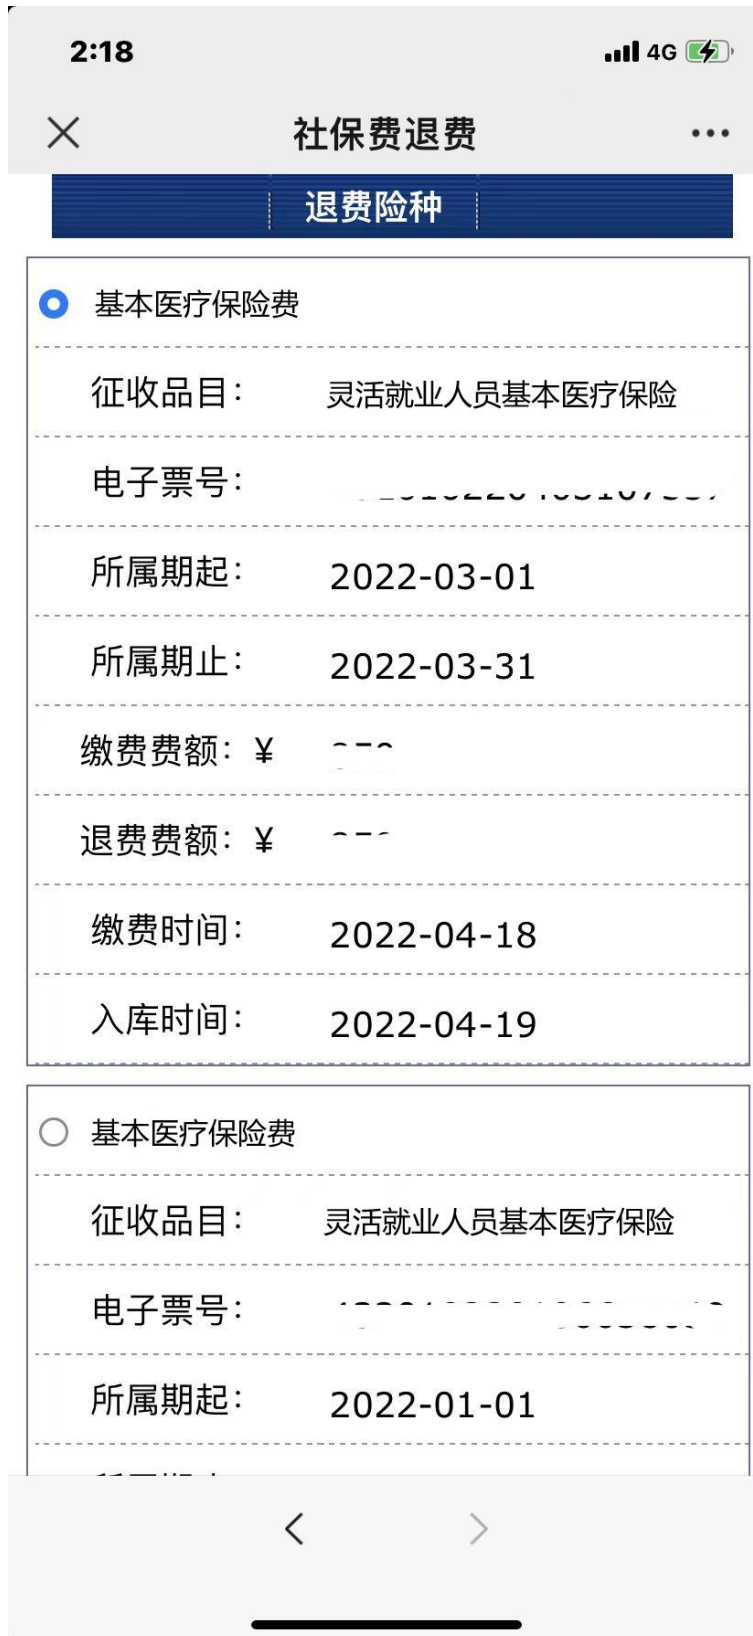 2:18
4G
社保费退费
退费险种
基本医疗保险费
征收品目： 灵活就业人员基本医疗保险
电子票号：
所属期起： 2022-03-01
所属期止： 2022-03-31
缴费费额：¥
退费费额：¥
缴费时间： 2022-04-18
入库时间： 2022-04-19
基本医疗保险费
征收品目： 灵活就业人员基本医疗保险
电子票号：
所属期起： 2022-01-01